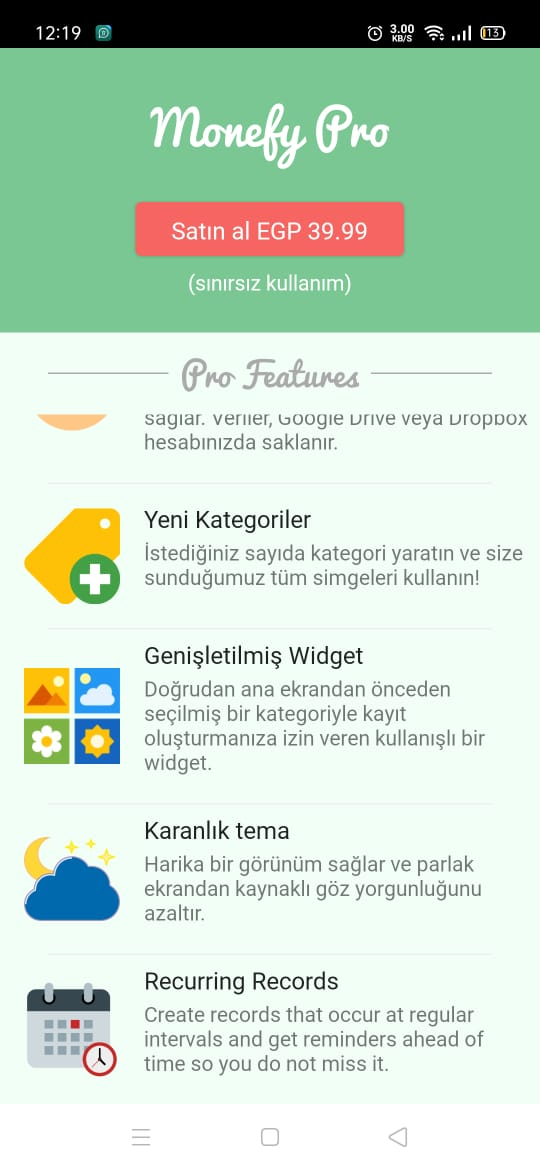 12:19
3.00
KB/S
13
Monefy Pro
Satın al EGP 39.99
(sınırsız kullanım)
Pro Features
sağlar. Veriler, Google Drive veya Dropbox
hesabınızda saklanır.
Yeni Kategoriler
İstediğiniz sayıda kategori yaratın ve size
sunduğumuz tüm simgeleri kullanın!
Genişletilmiş Widget
Doğrudan ana ekrandan önceden
seçilmiş bir kategoriyle kayıt
oluşturmanıza izin veren kullanışlı bir
widget.
Karanlık tema
Harika bir görünüm sağlar ve parlak
ekrandan kaynaklı göz yorgunluğunu
azaltır.
Recurring Records
Create records that occur at regular
intervals and get reminders ahead of
time so you do not miss it.